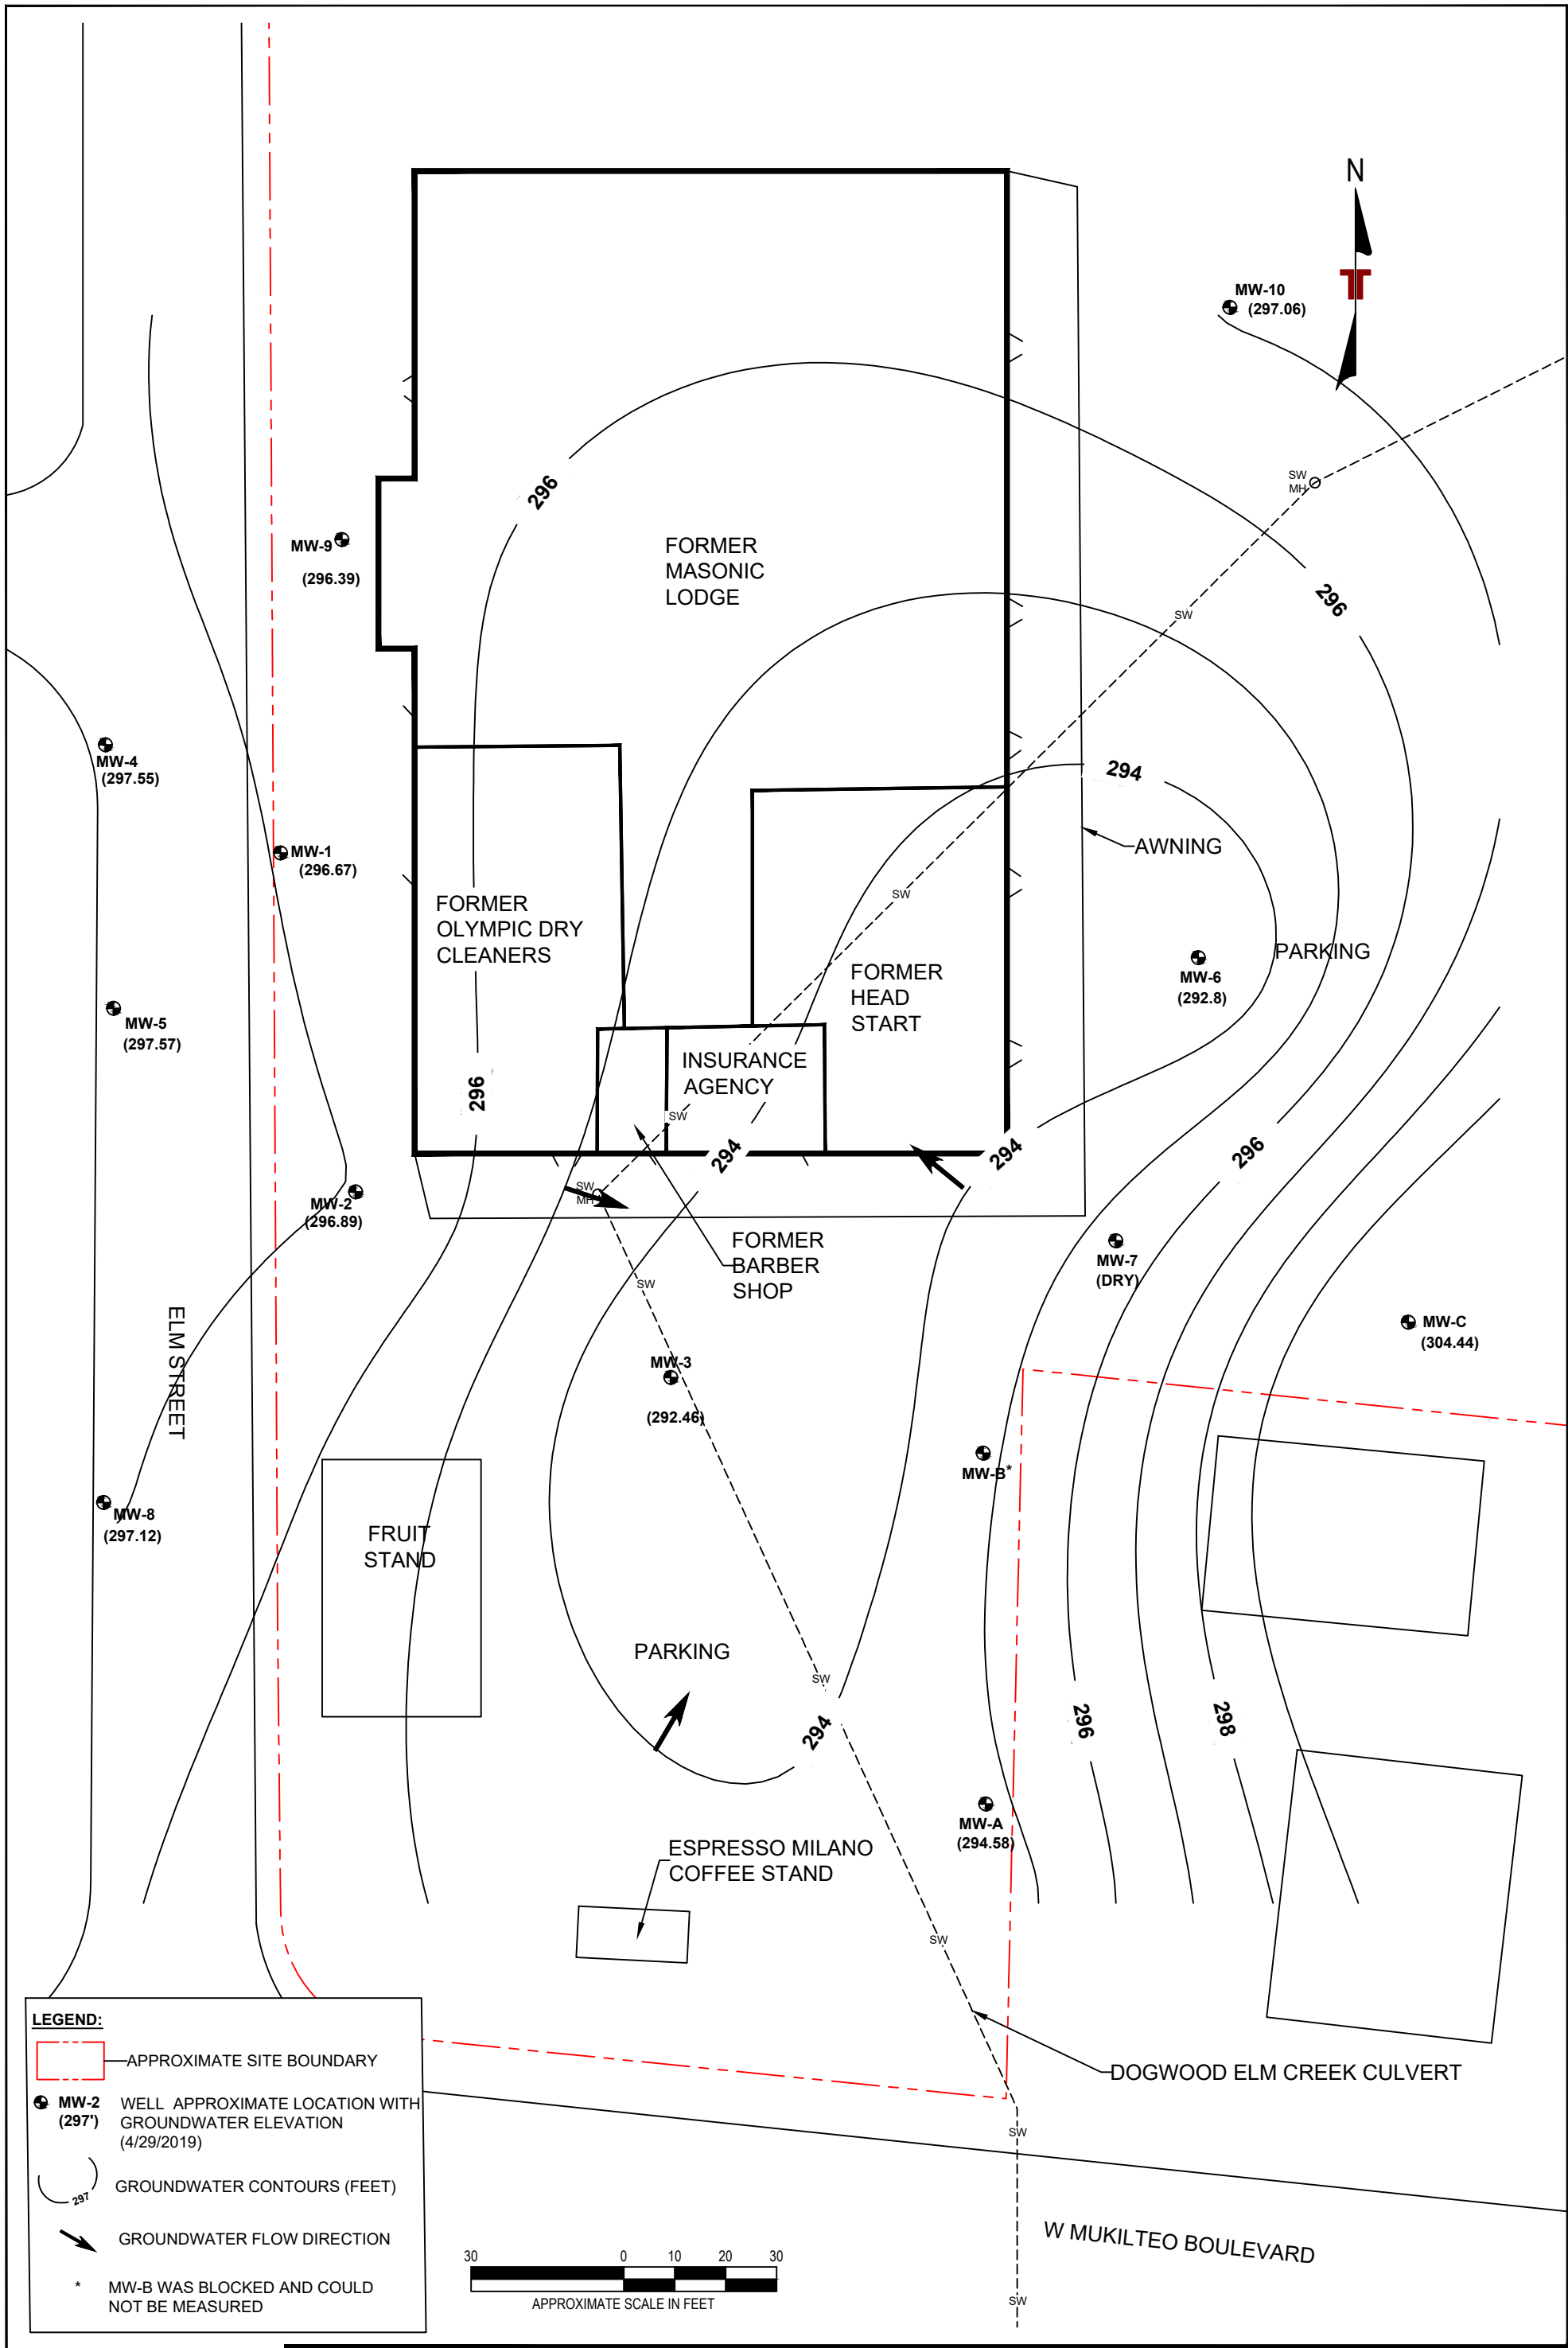 N
MW-10
(297.06)
SW
MH
296
FORMER
MASONIC
LODGE
MW-9
(296.39)
296
SW
MW-4
(297.55)
294
AWNING
MW-1
(296.67)
SW
FORMER
OLYMPIC DRY
CLEANERS
PARKING
FORMER
HEAD
START
MW-6
(292.8)
MW-5
(297.57)
INSURANCE
AGENCY
296
SW
294
294
296
SW
MH
MW-2
(296.89)
FORMER
BARBER
SHOP
SW
MW-7
(DRY)
MW-C
(304.44)
ELM STREET
MW-3
(292.46)
MW-B*
MW-8
(297.12)
FRUIT
STAND
PARKING
SW
294
296
298
MW-A
(294.58)
ESPRESSO MILANO
COFFEE STAND
SW
DOGWOOD ELM CREEK CULVERT
SW
W MUKILTEO BOULEVARD
SW
LEGEND:
APPROXIMATE SITE BOUNDARY
MW-2
(297')
WELL APPROXIMATE LOCATION WITH
GROUNDWATER ELEVATION
(4/29/2019)
297
GROUNDWATER CONTOURS (FEET)
GROUNDWATER FLOW DIRECTION
* MW-B WAS BLOCKED AND COULD
NOT BE MEASURED
30 0 10 20 30
APPROXIMATE SCALE IN FEET